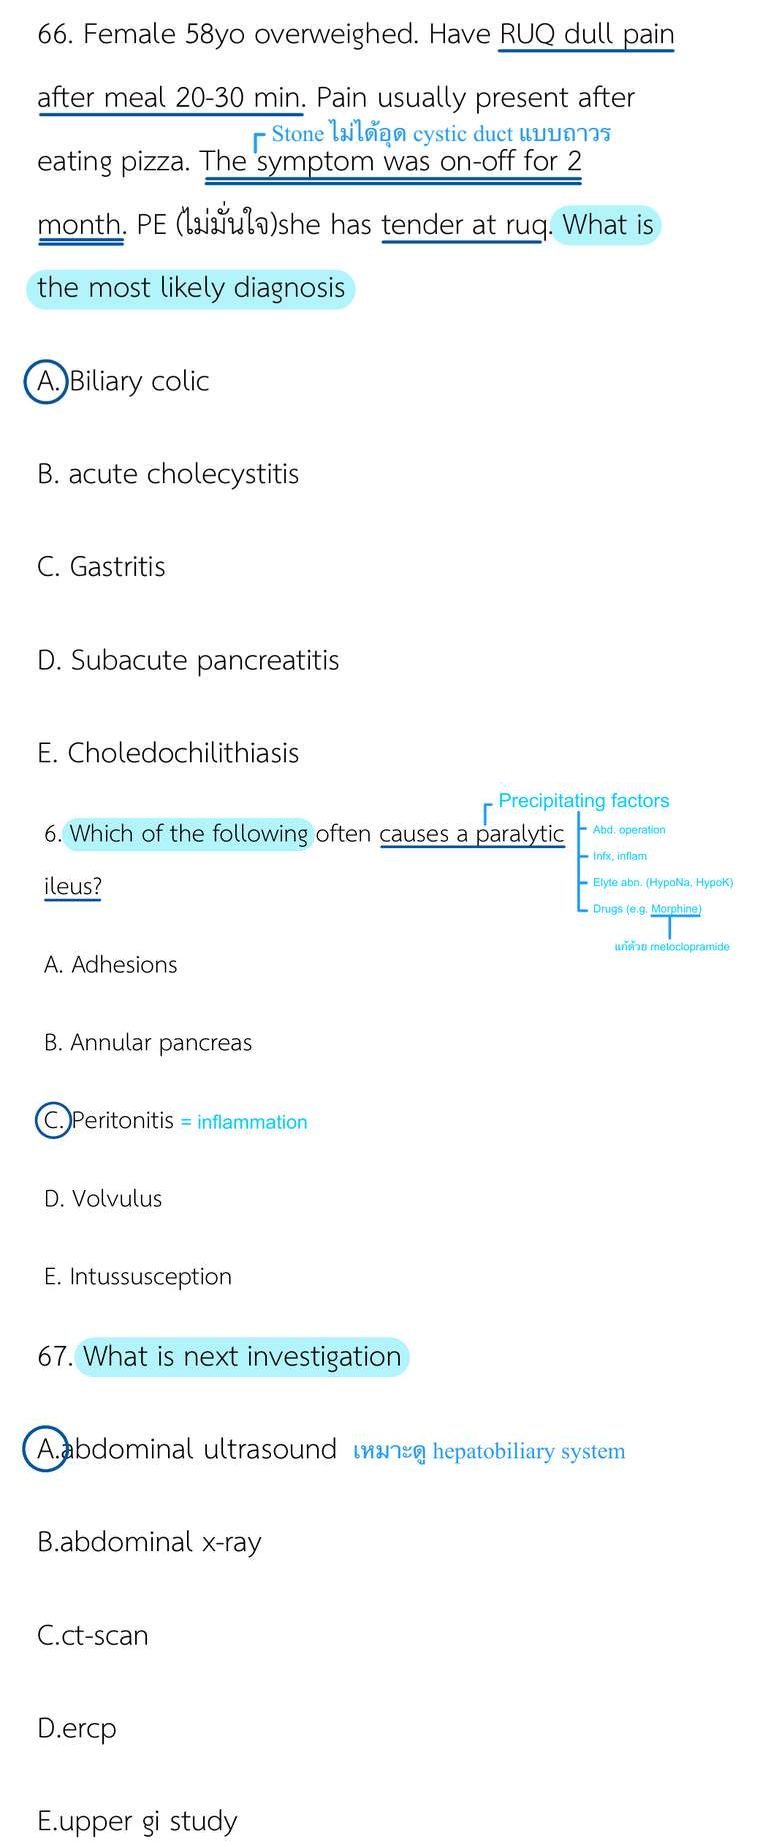 66. Female 58yo overweighed. Have RUQ dull pain
after meal 20-30 min. Pain usually present after
Stone ไม่ได้อุด cystic duct แบบถาวร
eating pizza. The symptom was on-off for 2
month. PE (ไม่มั่นใจ)she has tender at ruq. What is
the most likely diagnosis
A. Biliary colic
B. acute cholecystitis
C. Gastritis
D. Subacute pancreatitis
E. Choledochilithiasis
Precipitating factors
6. Which of the following often causes a paralytic
Abd. operation
Infx, inflam
ileus?
Elyte abn. (HypoNa, HypoK)
Drugs (e.g. Morphine)
แก้ด้วย metoclopramide
A. Adhesions
B. Annular pancreas
C. Peritonitis = inflammation
D. Volvulus
E. Intussusception
67. What is next investigation
A.abdominal ultrasound เหมาะดู hepatobiliary system
B.abdominal x-ray
C.ct-scan
D.ercp
E.upper gi study